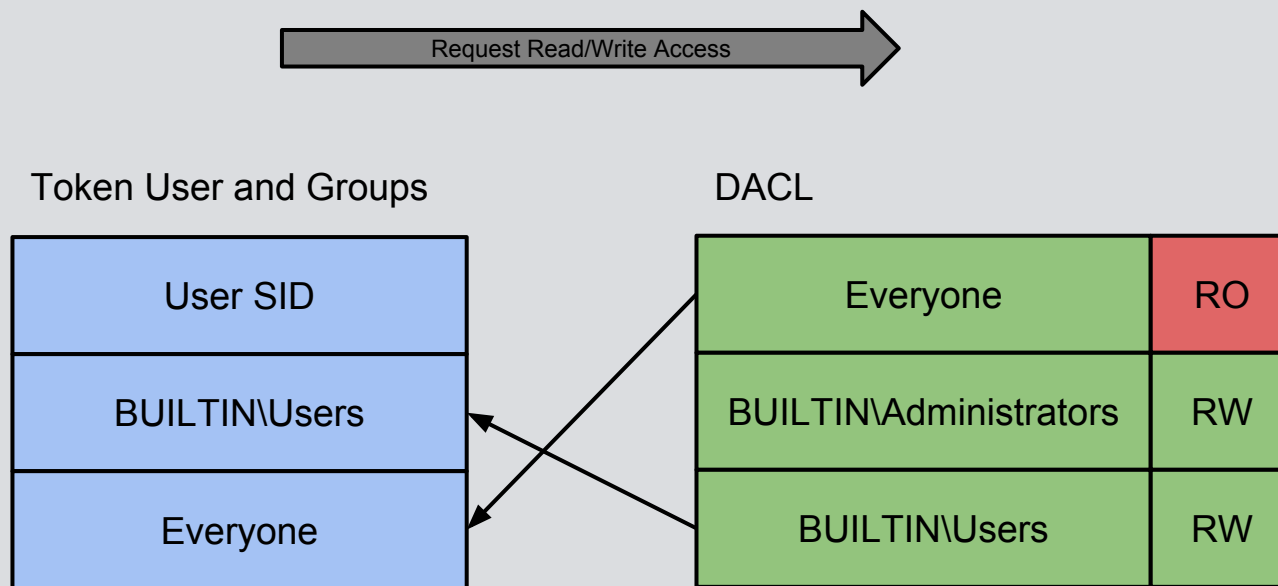 Request Read/Write Access
Token User and Groups
DACL
User SID
Everyone
RO
BUILTIN\Users
BUILTIN\Administrators
RW
Everyone
BUILTIN\Users
RW